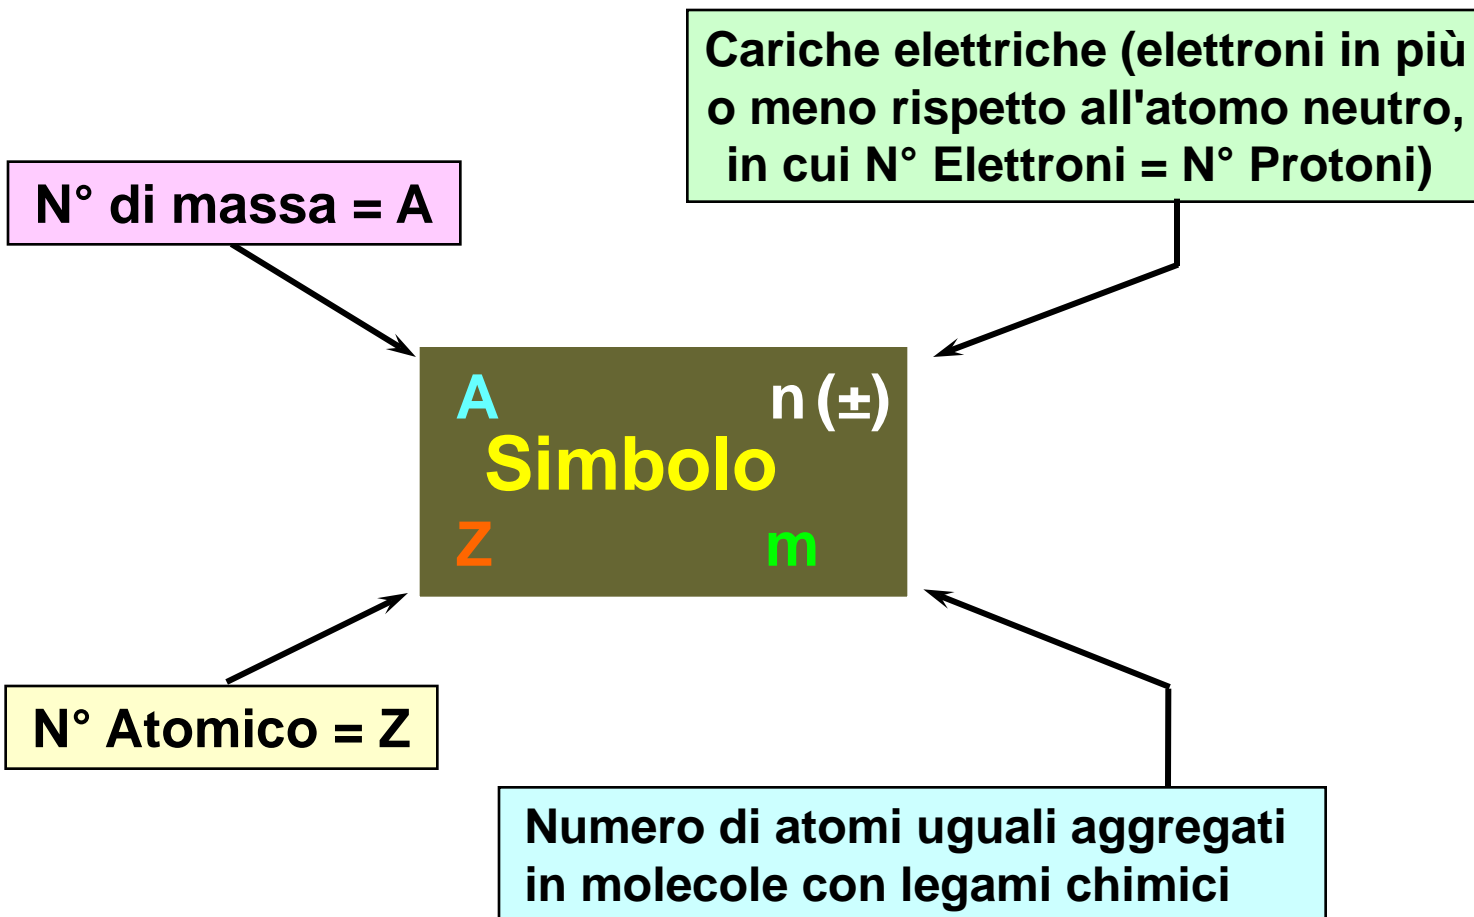 Cariche elettriche (elettroni in più
o meno rispetto all'atomo neutro,
in cui N° Elettroni = N° Protoni)
N° di massa = A
A n (±)
Simbolo
Z m
N° Atomico = Z
Numero di atomi uguali aggregati
in molecole con legami chimici